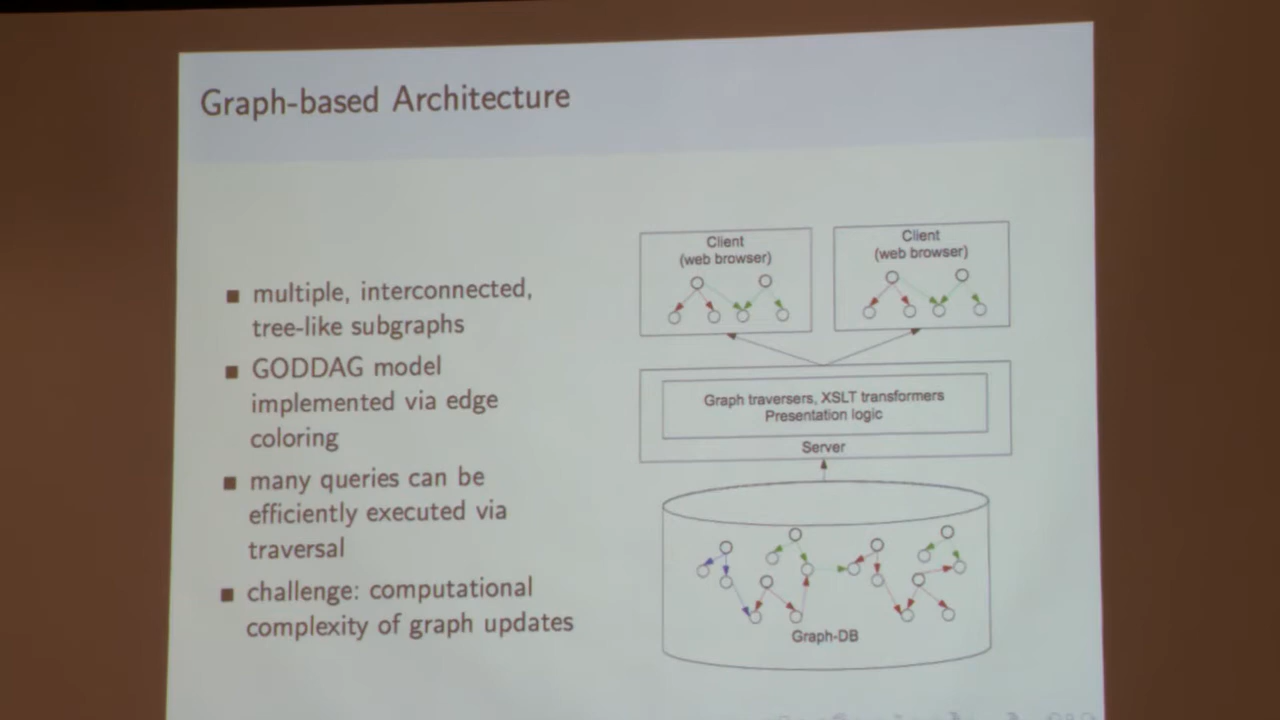 Graph-based Architecture
■ multiple, interconnected,
tree-like subgraphs
■ GODDAG model
implemented via edge
coloring
■ many queries can be
efficiently executed via
traversal
■ challenge: computational
complexity of graph updates
Client
(web browser)
Client
(web browser)
Graph traversers, XSLT transformers
Presentation logic
Server
Graph-DB